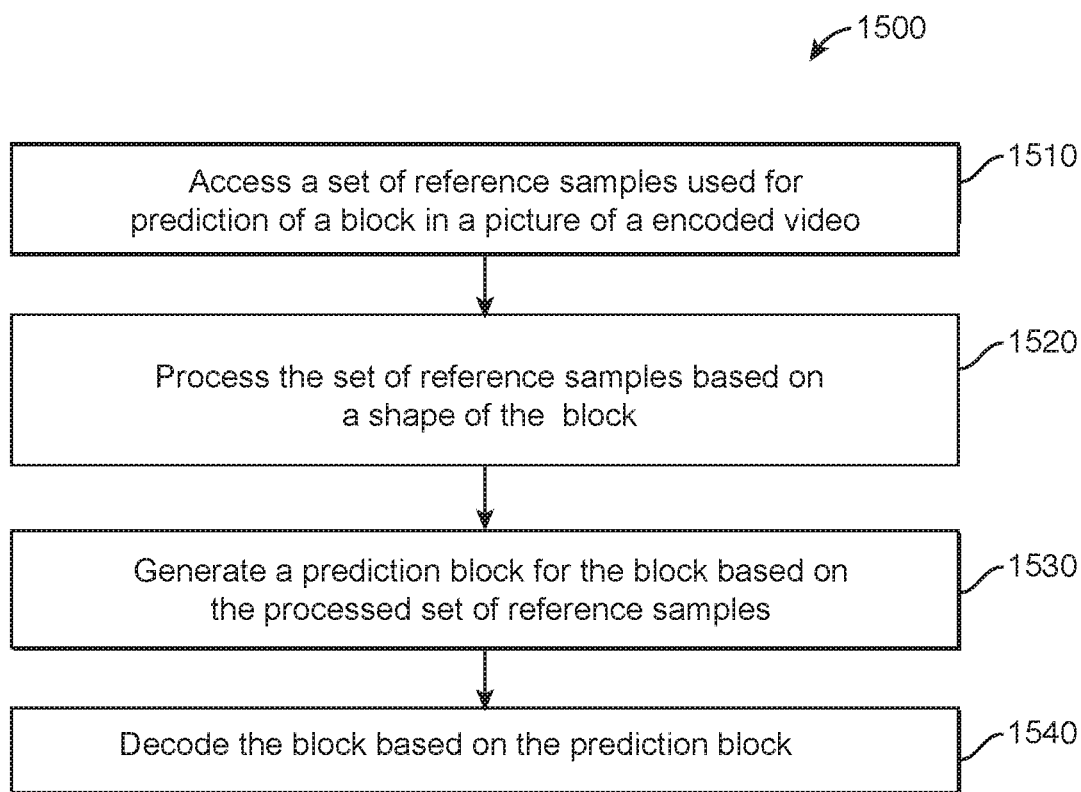 1500
1510
Access a set of reference samples used for
prediction of a block in a picture of a encoded video
1520
Process the set of reference samples based on
a shape of the block
1530
Generate a prediction block for the block based on
the processed set of reference samples
1540
Decode the block based on the prediction block